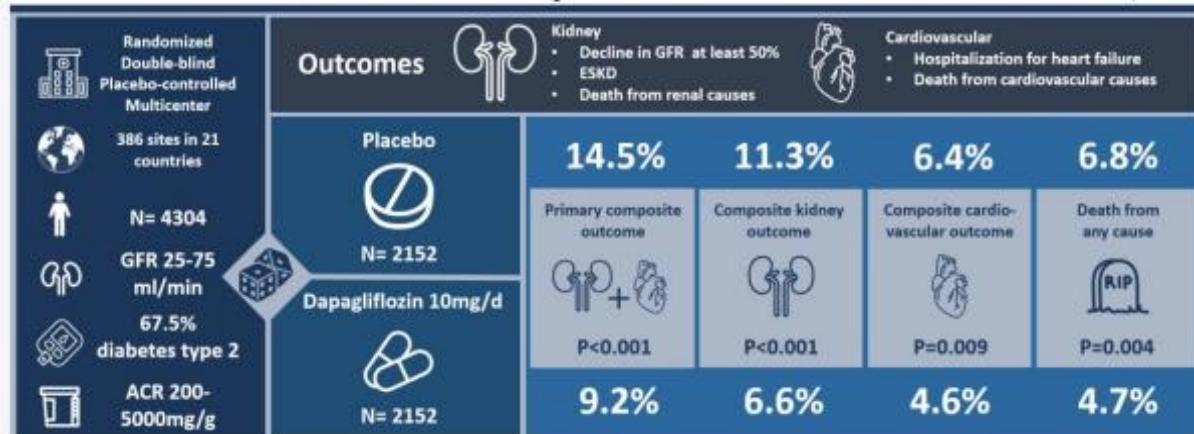 Randomized
Double-blind
Placebo-controlled
Multicenter
386 sites in 21
countries
N= 4304
GFR 25-75
ml/min
67.5%
diabetes type 2
ACR 200-
5000mg/g
Outcomes
Kidney
• Decline in GFR at least 50%
• ESKD
• Death from renal causes
Cardiovascular
• Hospitalization for heart failure
• Death from cardiovascular causes
Placebo
N= 2152
14.5%
11.3%
6.4%
6.8%
Primary composite
outcome
P<0.001
Composite kidney
outcome
P<0.001
Composite cardio-
vascular outcome
P=0.009
Death from
any cause
RIP
P=0.004
Dapagliflozin 10mg/d
N= 2152
9.2%
6.6%
4.6%
4.7%